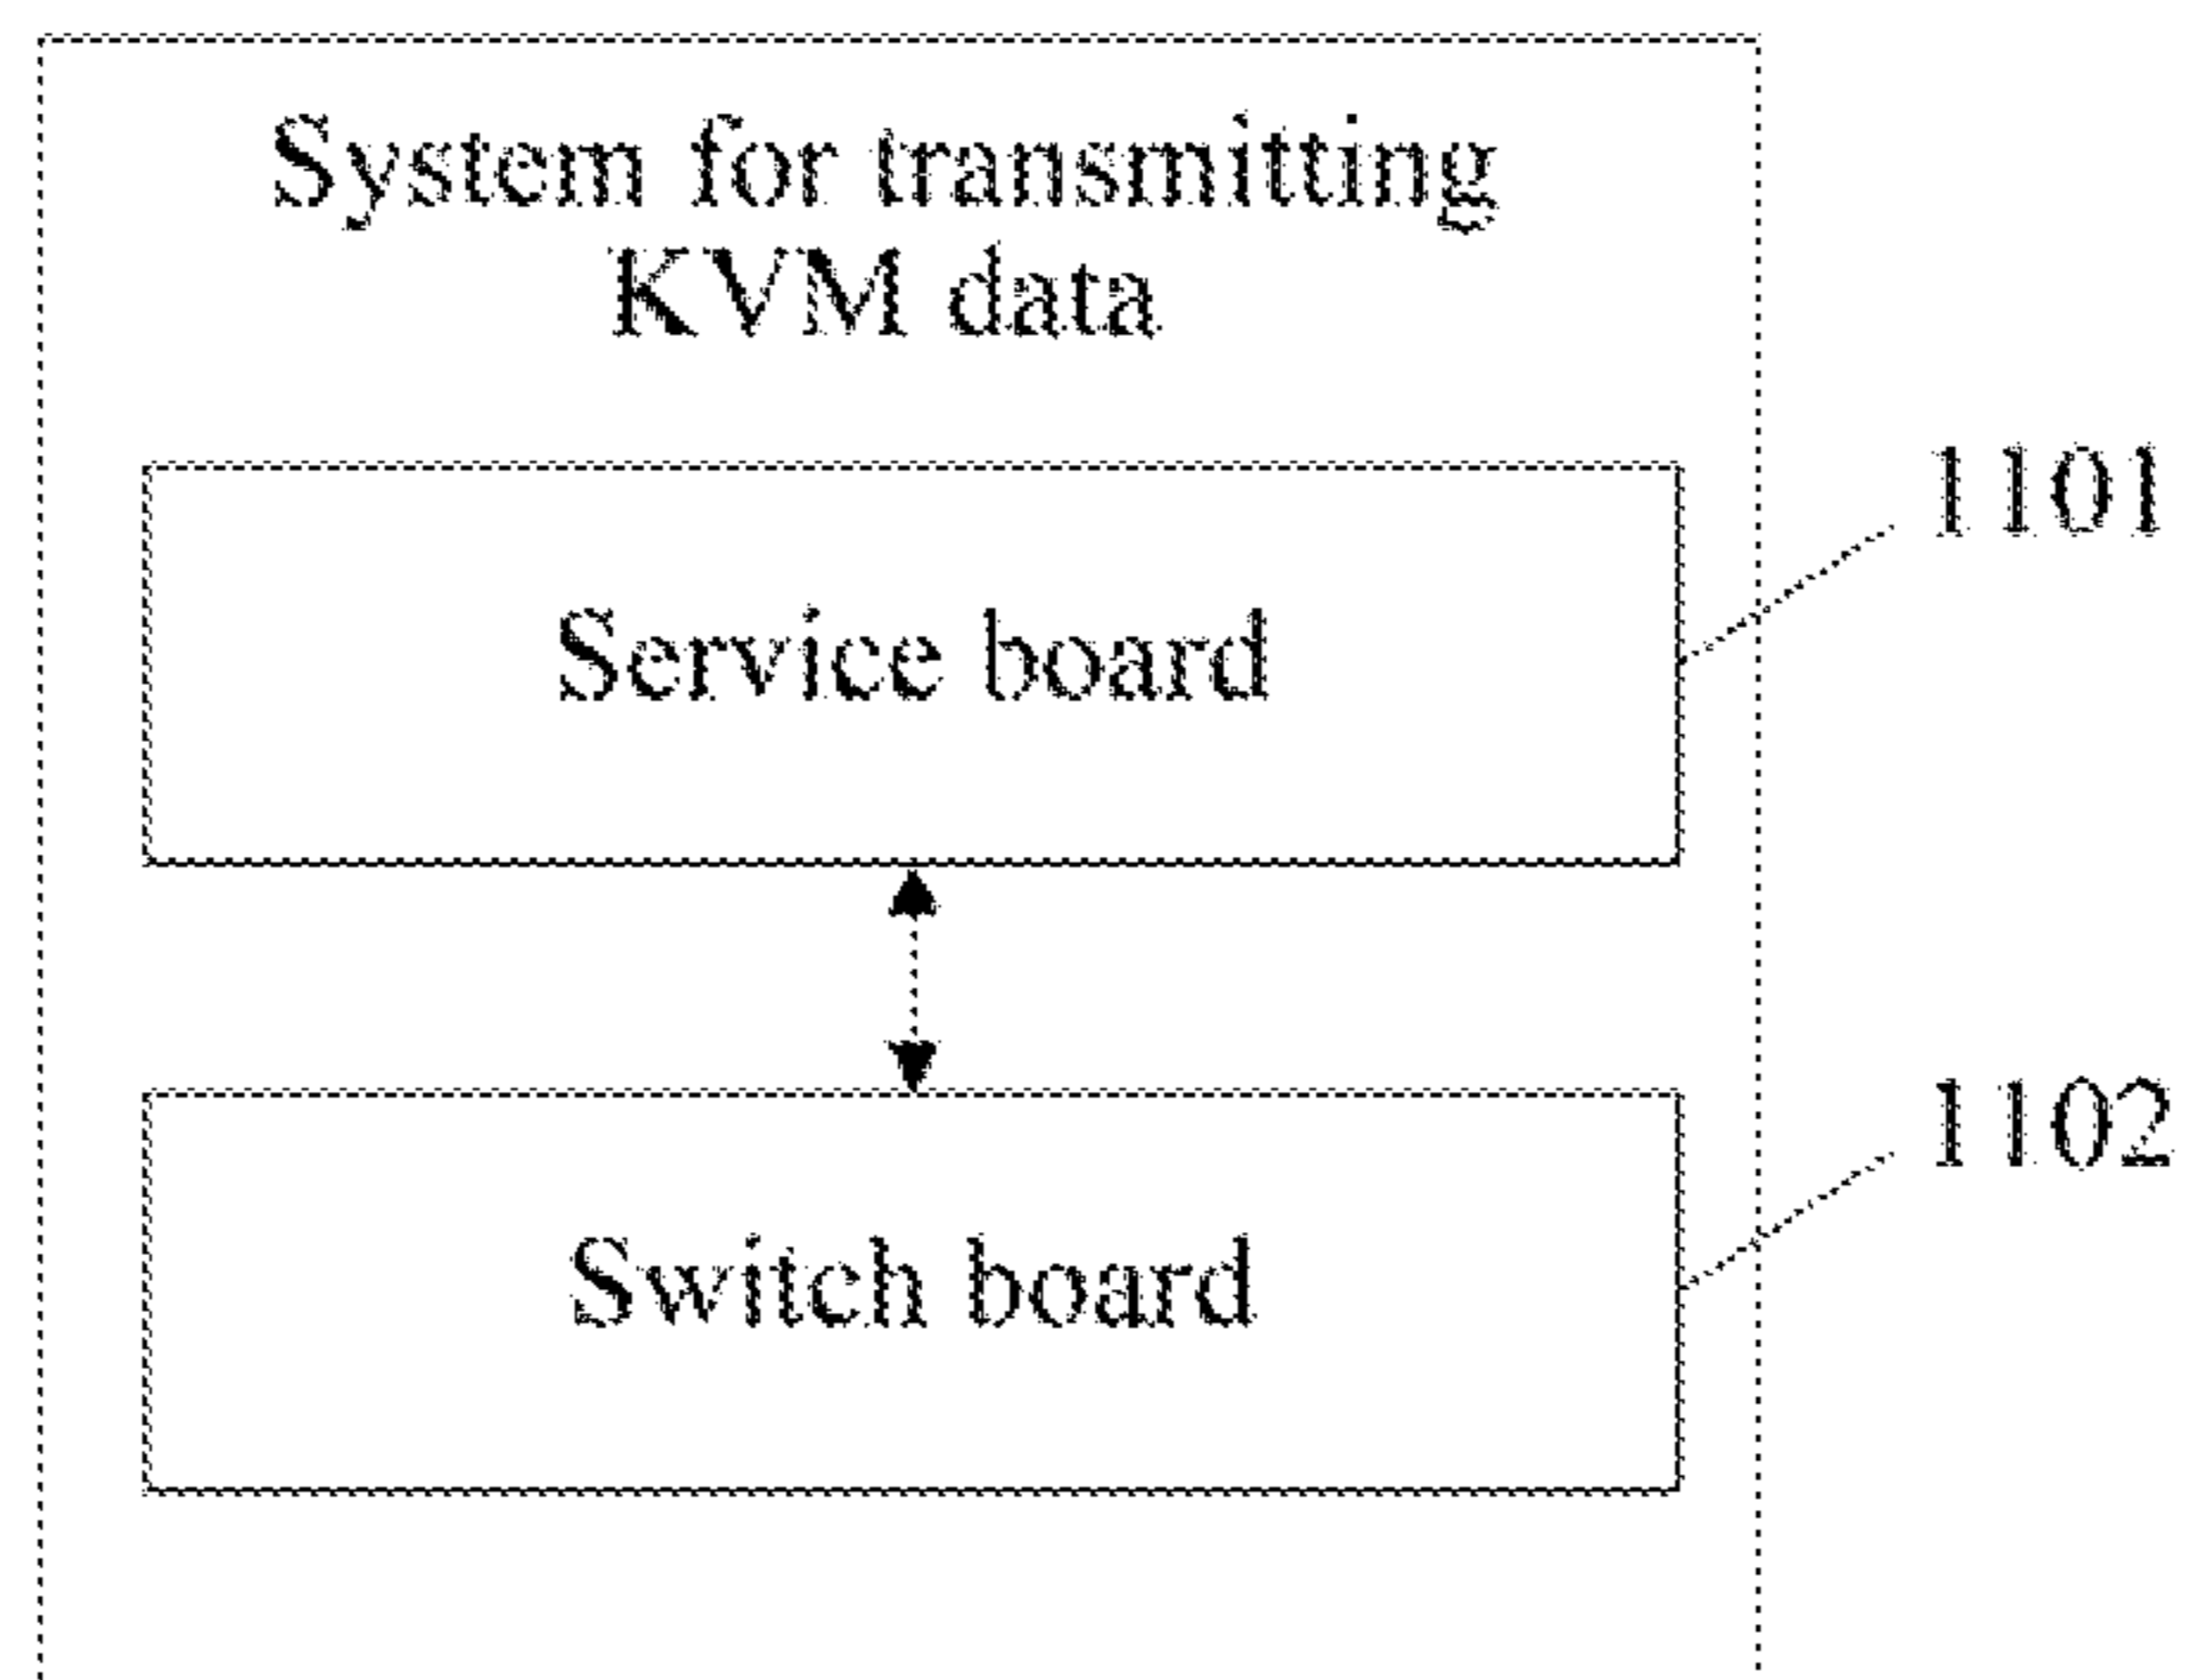 System for transmitting
KVM data
1101
Service board
1102
Switch board